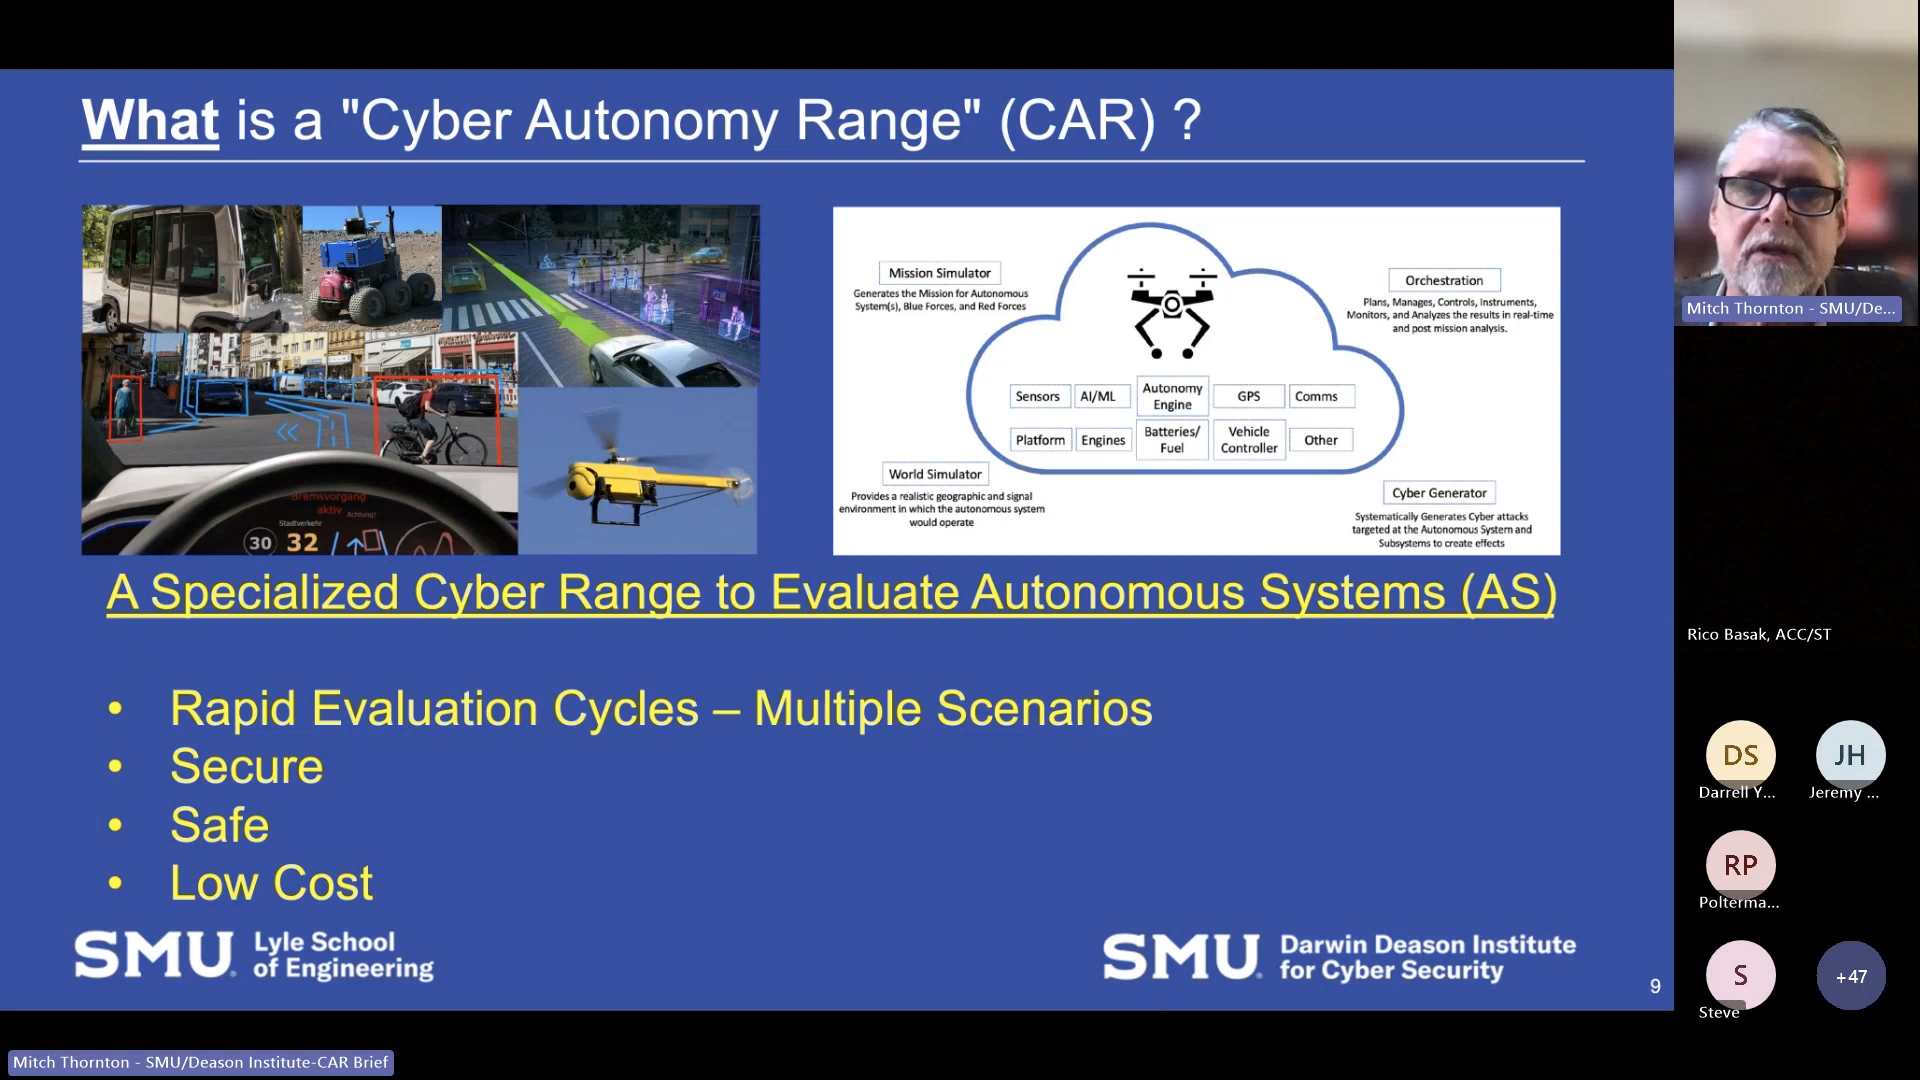 What is a "Cyber Autonomy Range" (CAR) ?
Bremsvorgang
aktiv
Achtung!
Stadtverkehr
30
32
Mission Simulator
Generates the Mission for Autonomous
System(s), Blue Forces, and Red Forces
Orchestration
Plans, Manages, Controls, Instruments,
Monitors, and Analyzes the results in real-time
and post mission analysis.
Sensors
AI/ML
Autonomy
Engine
GPS
Comms
Platform
Engines
Batteries/
Fuel
Vehicle
Controller
Other
World Simulator
Provides a realistic geographic and signal
environment in which the autonomous system
would operate
Cyber Generator
Systematically Generates Cyber attacks
targeted at the Autonomous System and
Subsystems to create effects
A Specialized Cyber Range to Evaluate Autonomous Systems (AS)
• Rapid Evaluation Cycles – Multiple Scenarios
• Secure
• Safe
• Low Cost
SMU® Lyle School
of Engineering
SMU® Darwin Deason Institute
for Cyber Security
9
Mitch Thornton - SMU/Deason Institute-CAR Brief
Mitch Thornton - SMU/De...
Rico Basak, ACC/ST
DS
Darrell Y...
JH
Jeremy ...
RP
Polterma...
S
Steve
+47